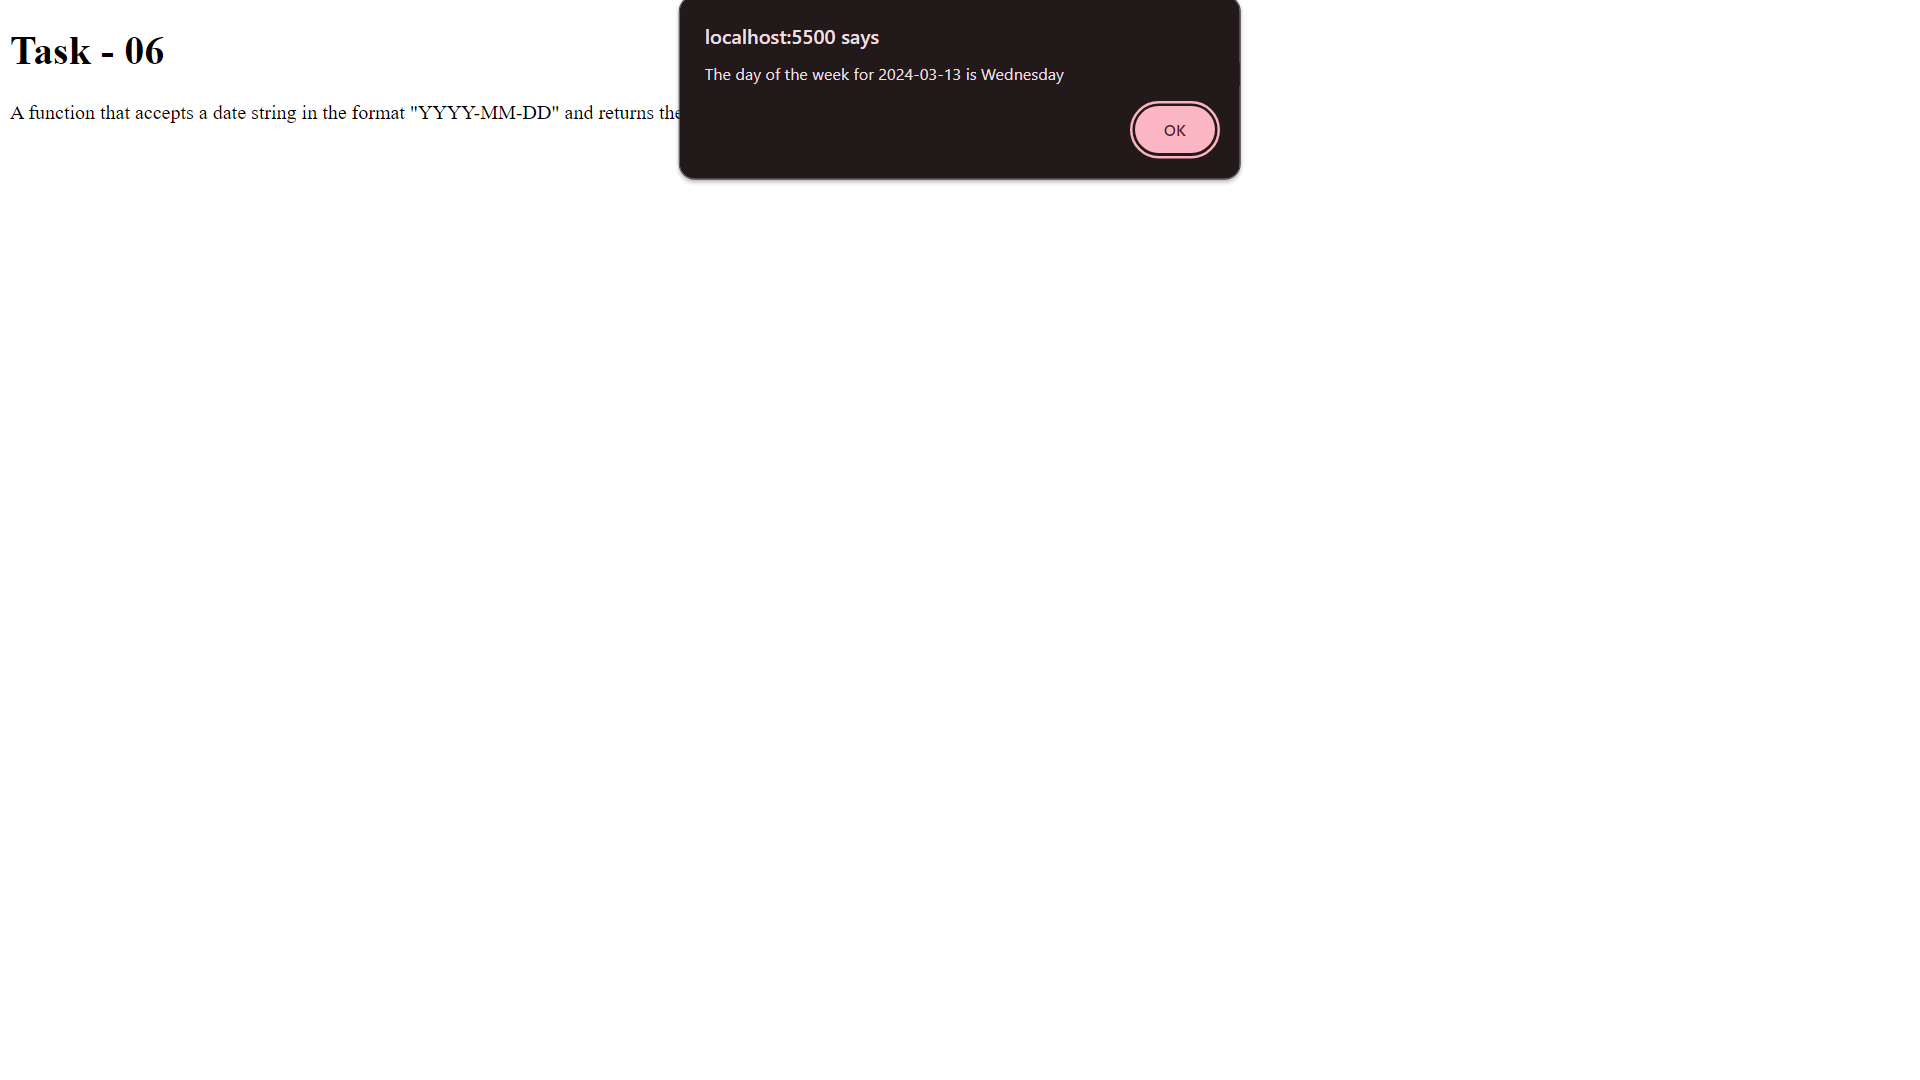 Task - 06
A function that accepts a date string in the format "YYYY-MM-DD" and returns the
localhost:5500 says
The day of the week for 2024-03-13 is Wednesday
OK